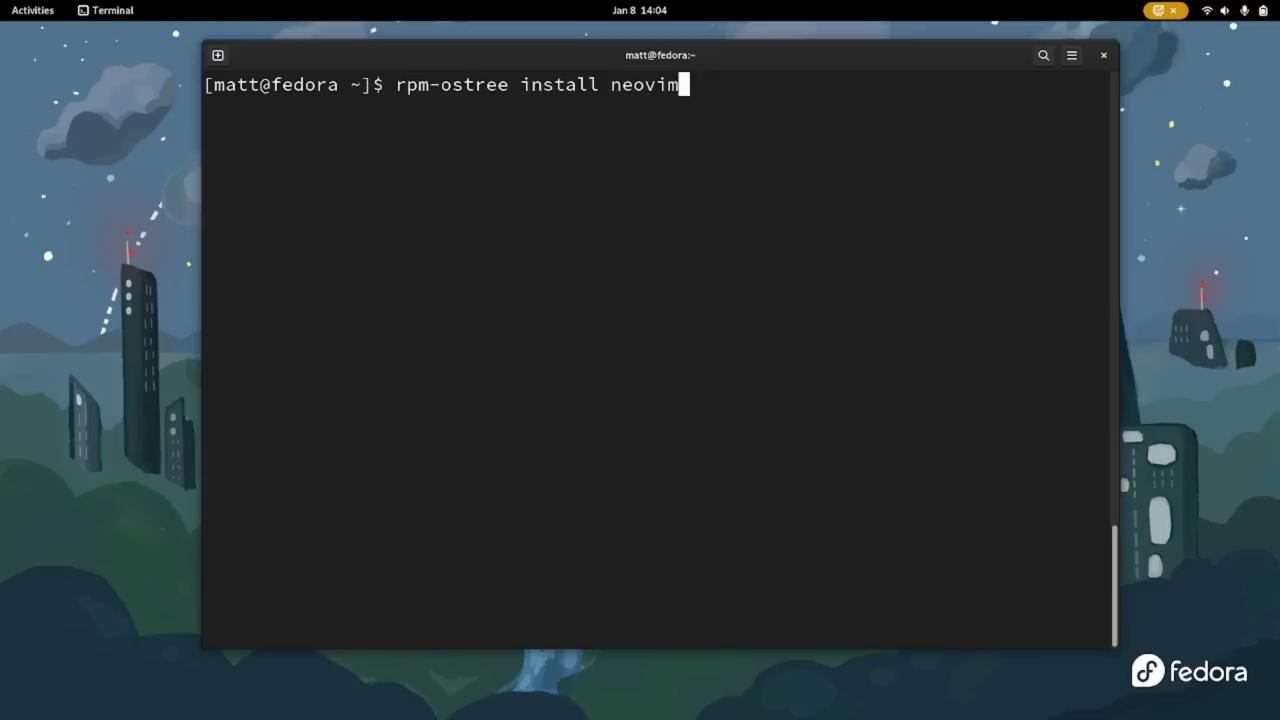 Activities Terminal Jan 8 14:04
matt@fedora:~
[matt@fedora ~]$ rpm-ostree install neovim
fedora